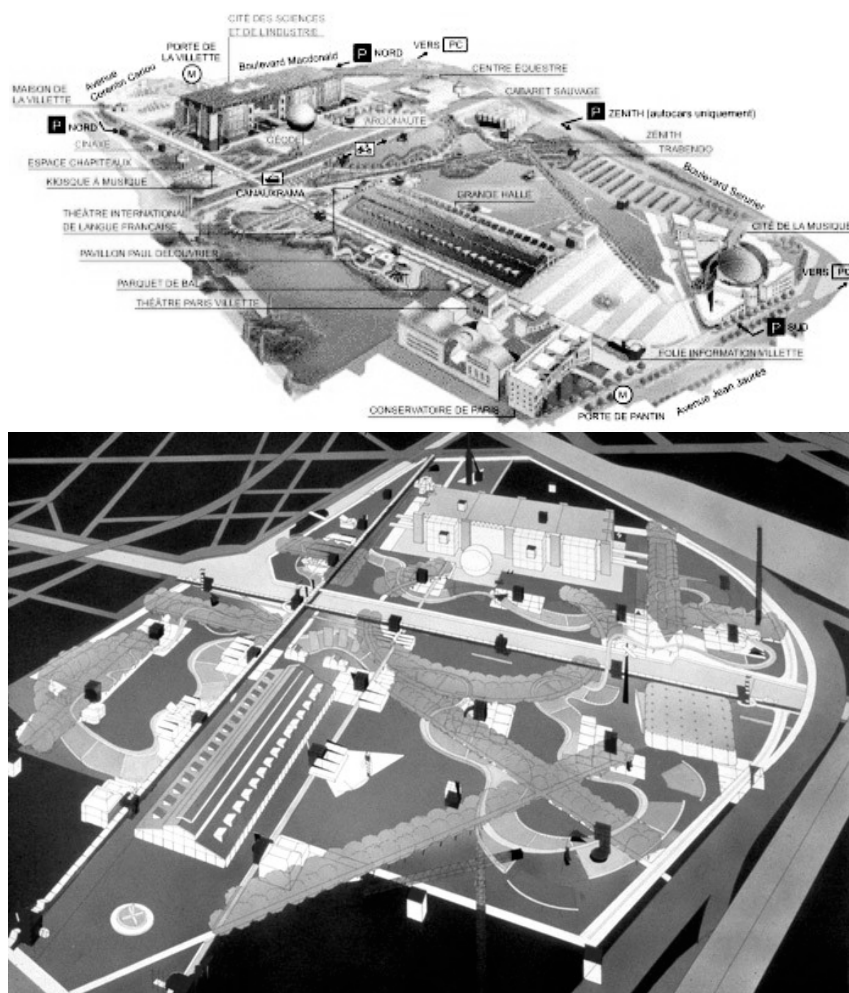 CITÉ DES SCIENCES
ET DE L'INDUSTRIE
PORTE DE
LA VILLETTE
M
Boulevard Macdonald
P NORD
VERS PC
Avenue
Corentin Cariou
CENTRE ÉQUESTRE
MAISON DE
LA VILLETTE
CABARET SAUVAGE
P NORD
P ZENITH (autocars uniquement)
CINAXE
GÉODE
ARGONAUTE
ZENITH
TRABENDO
ESPACE CHAPITEAUX
KIOSQUE À MUSIQUE
CANAUXRAMA
GRANDE HALLE
Boulevard Serurier
THÉÂTRE INTERNATIONAL
DE LANGUE FRANÇAISE
CITÉ DE LA MUSIQUE
PAVILLON PAUL DELOUVRIER
VERS PC
PARQUET DE BAL
THÉÂTRE PARIS VILLETTE
P SUD
FOLIE INFORMATION VILLETTE
M
Avenue Jean Jaurès
CONSERVATOIRE DE PARIS
PORTE DE PANTIN